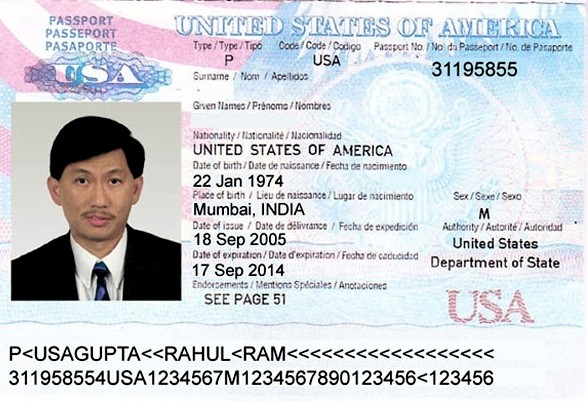 PASSPORT
PASSEPORT
PASAPORTE
USA
UNITED STATES OF AMERICA
Type / Type / Tipo Code / Code / Codigo Passport No. / No. du Passeport / No. de Pasaporte
P USA 31195855
Surname / Nom / Apellidos
Given Names / Prénoms / Nombres
Nationality / Nationalité / Nacionalidad
UNITED STATES OF AMERICA
Date of birth / Date de naissance / Fecha de nacimiento
22 Jan 1974
Place of birth / Lieu de naissance / Lugar de nacimiento Sex / Sexe / Sexo
Mumbai, INDIA M
Date of issue / Date de délivrance / Fecha de expedición Authority / Autorité / Autoridad
18 Sep 2005 United States
Date of expiration / Date d'expiration / Fecha de caducidad Department of State
17 Sep 2014
Endorsements / Mentions Spéciales / Anotaciones
SEE PAGE 51
USA
P<USAGUPTA<<RAHUL<RAM<<<<<<<<<<<<<<<<<<
311958554USA1234567M1234567890123456<123456